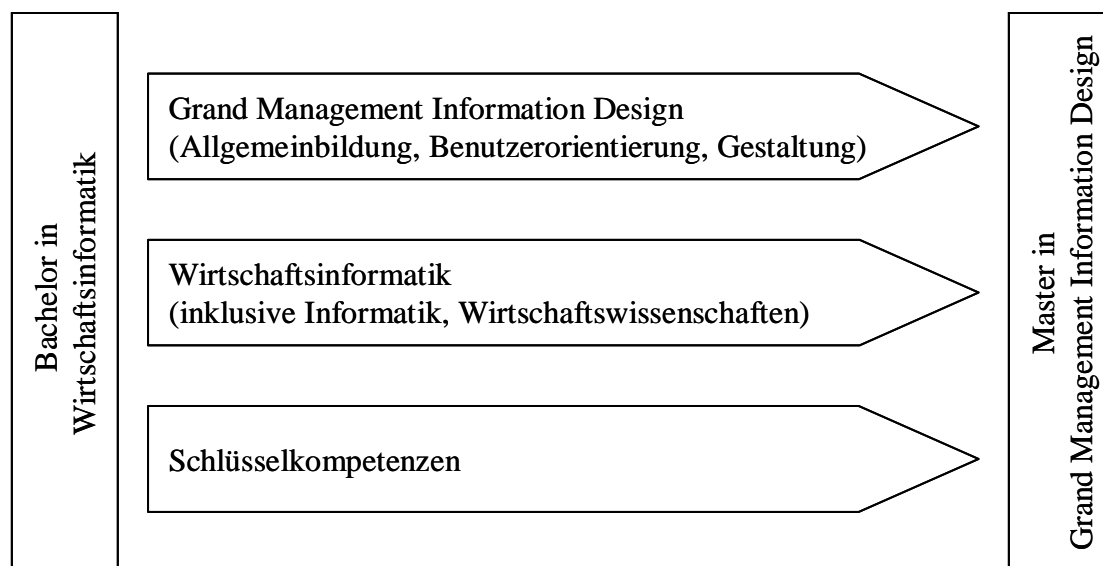 Bachelor in
Wirtschaftsinformatik
Grand Management Information Design
(Allgemeinbildung, Benutzerorientierung, Gestaltung)
Wirtschaftsinformatik
(inklusive Informatik, Wirtschaftswissenschaften)
Schlüsselkompetenzen
Master in
Grand Management Information Design